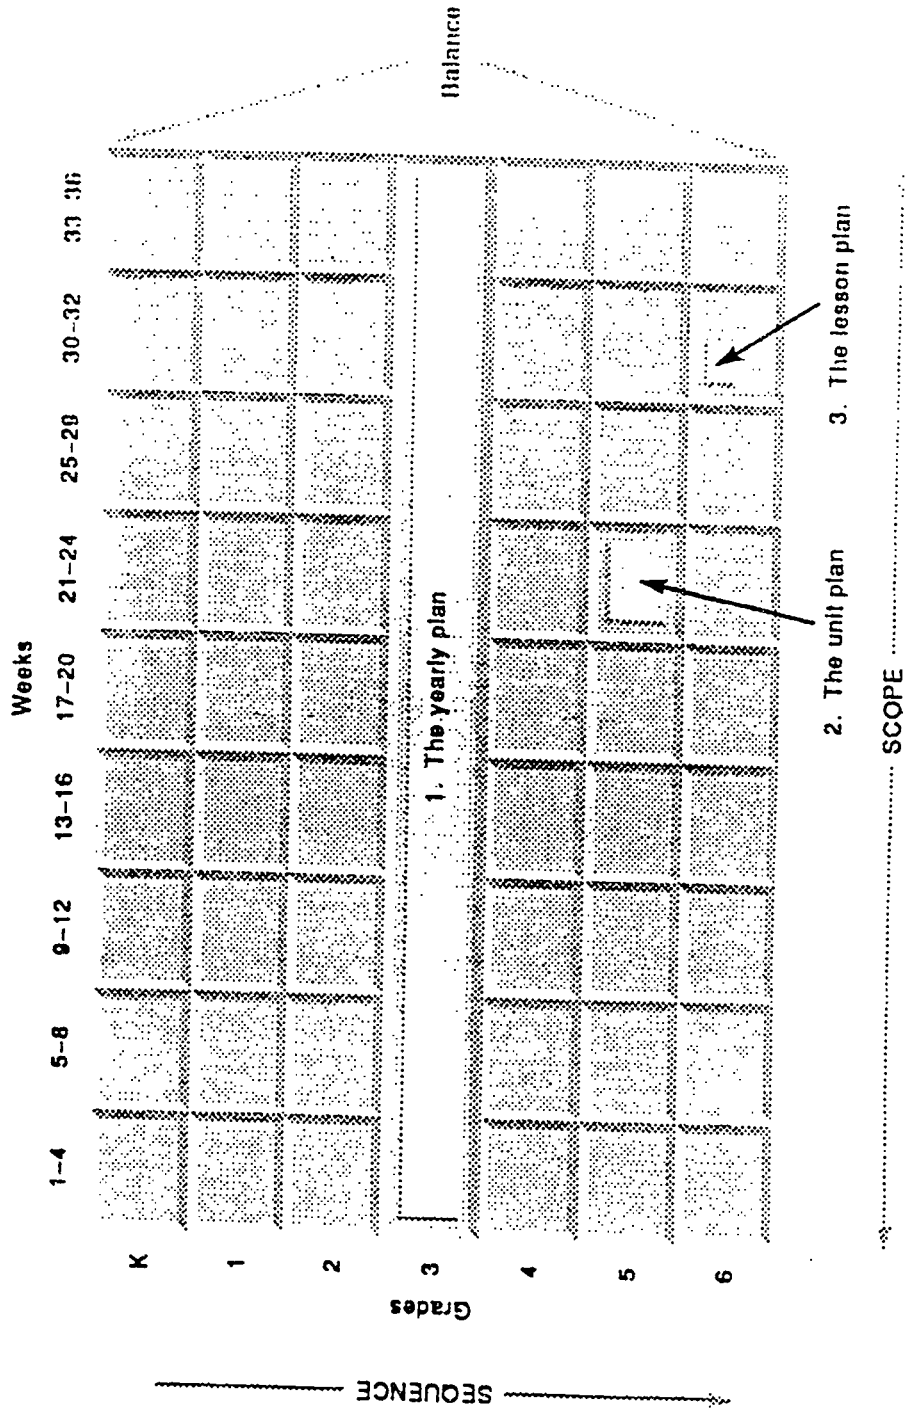 Weeks
1–4 5–8 9–12 13–16 17–20 21–24 25–28 30–32 33 36
K
1
2
3
4
5
6
Grades
SEQUENCE
1. The yearly plan
Balance
2. The unit plan
3. The lesson plan
SCOPE